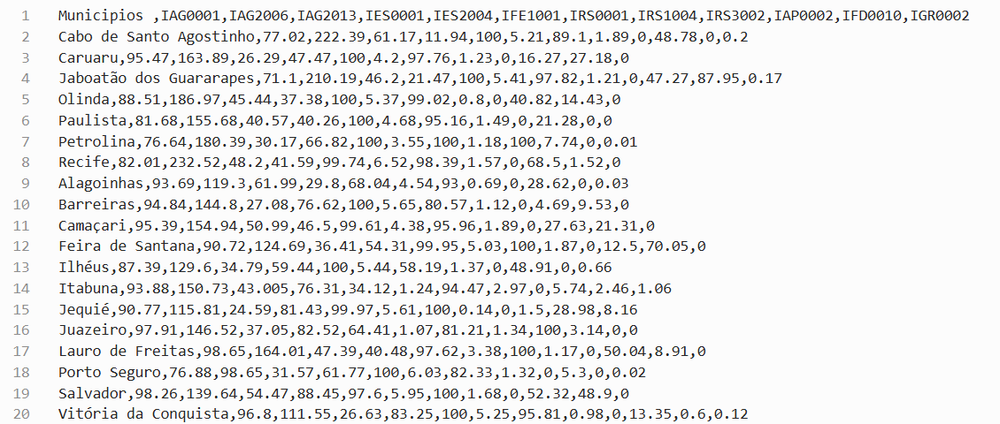 1 Municipios ,IAG0001,IAG2006,IAG2013,IES0001,IES2004,IFE1001,IRS0001,IRS1004,IRS3002,IAP0002,IFD0010,IGR0002
2 Cabo de Santo Agostinho,77.02,222.39,61.17,11.94,100,5.21,89.1,1.89,0,48.78,0,0.2
3 Caruaru,95.47,163.89,26.29,47.47,100,4.2,97.76,1.23,0,16.27,27.18,0
4 Jaboatão dos Guararapes,71.1,210.19,46.2,21.47,100,5.41,97.82,1.21,0,47.27,87.95,0.17
5 Olinda,88.51,186.97,45.44,37.38,100,5.37,99.02,0.8,0,40.82,14.43,0
6 Paulista,81.68,155.68,40.57,40.26,100,4.68,95.16,1.49,0,21.28,0,0
7 Petrolina,76.64,180.39,30.17,66.82,100,3.55,100,1.18,100,7.74,0,0.01
8 Recife,82.01,232.52,48.2,41.59,99.74,6.52,98.39,1.57,0,68.5,1.52,0
9 Alagoinhas,93.69,119.3,61.99,29.8,68.04,4.54,93,0.69,0,28.62,0,0.03
10 Barreiras,94.84,144.8,27.08,76.62,100,5.65,80.57,1.12,0,4.69,9.53,0
11 Camaçari,95.39,154.94,50.99,46.5,99.61,4.38,95.96,1.89,0,27.63,21.31,0
12 Feira de Santana,90.72,124.69,36.41,54.31,99.95,5.03,100,1.87,0,12.5,70.05,0
13 Ilhéus,87.39,129.6,34.79,59.44,100,5.44,58.19,1.37,0,48.91,0,0.66
14 Itabuna,93.88,150.73,43.005,76.31,34.12,1.24,94.47,2.97,0,5.74,2.46,1.06
15 Jequié,90.77,115.81,24.59,81.43,99.97,5.61,100,0.14,0,1.5,28.98,8.16
16 Juazeiro,97.91,146.52,37.05,82.52,64.41,1.07,81.21,1.34,100,3.14,0,0
17 Lauro de Freitas,98.65,164.01,47.39,40.48,97.62,3.38,100,1.17,0,50.04,8.91,0
18 Porto Seguro,76.88,98.65,31.57,61.77,100,6.03,82.33,1.32,0,5.3,0,0.02
19 Salvador,98.26,139.64,54.47,88.45,97.6,5.95,100,1.68,0,52.32,48.9,0
20 Vitória da Conquista,96.8,111.55,26.63,83.25,100,5.25,95.81,0.98,0,13.35,0.6,0.12